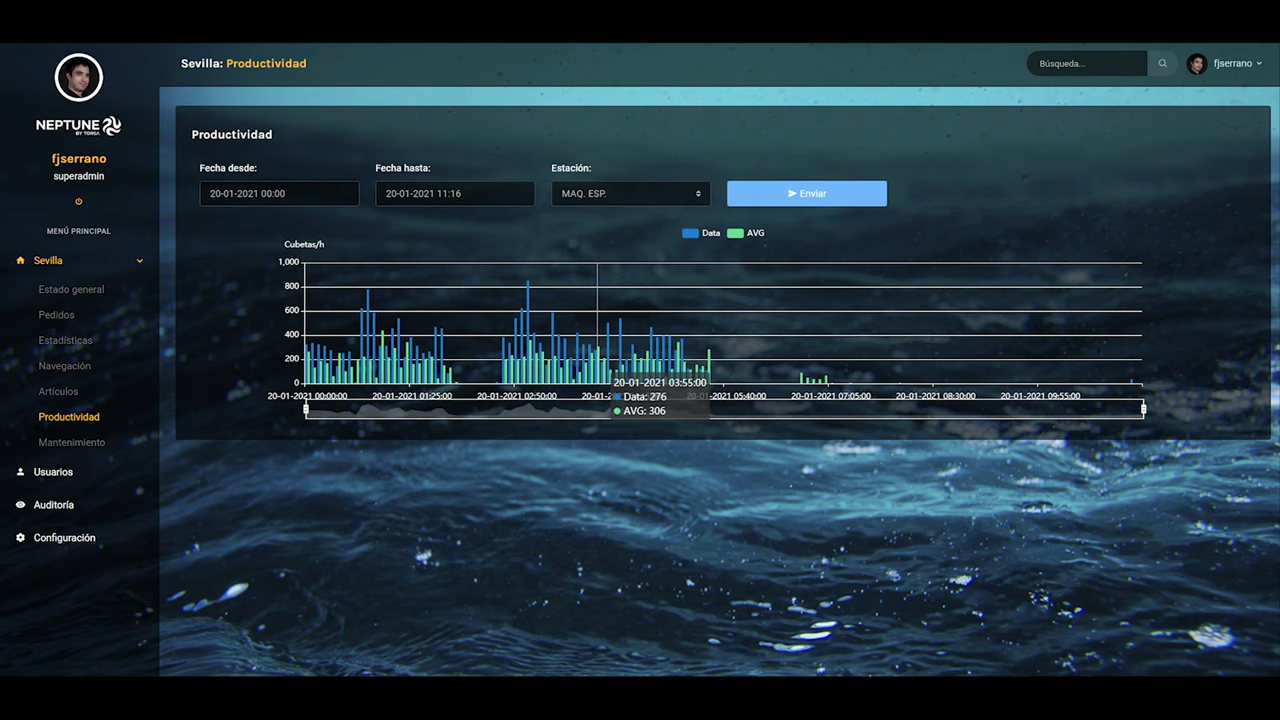 Sevilla: Productividad
Búsqueda...
fjserrano
NEPTUNE
BY TORSA
fjserrano
superadmin
MENÚ PRINCIPAL
Sevilla
Estado general
Pedidos
Estadísticas
Navegación
Artículos
Productividad
Mantenimiento
Usuarios
Auditoría
Configuración
Productividad
Fecha desde:
Fecha hasta:
Estación:
20-01-2021 00:00
20-01-2021 11:16
MAQ. ESP.
Enviar
Data
AVG
Cubetas/h
1,000
800
600
400
200
0
20-01-2021 00:00:00
20-01-2021 01:25:00
20-01-2021 02:50:00
20-01-2021 05:40:00
20-01-2021 07:05:00
20-01-2021 08:30:00
20-01-2021 09:55:00
20-01-2021 03:55:00
Data: 276
AVG: 306